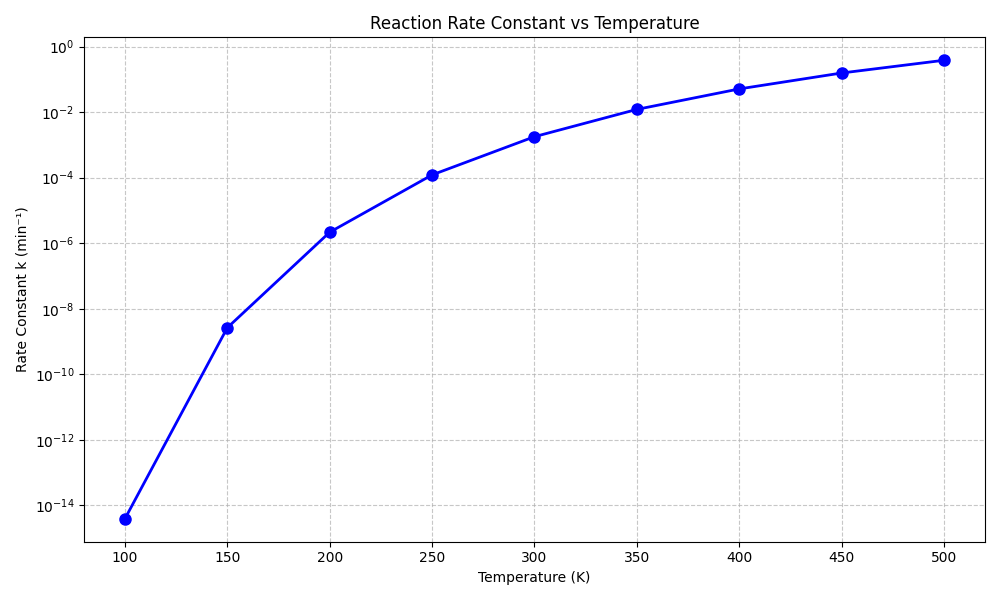 Reaction Rate Constant vs Temperature
Rate Constant k (min⁻¹)
10⁰
10⁻²
10⁻⁴
10⁻⁶
10⁻⁸
10⁻¹⁰
10⁻¹²
10⁻¹⁴
100 150 200 250 300 350 400 450 500
Temperature (K)